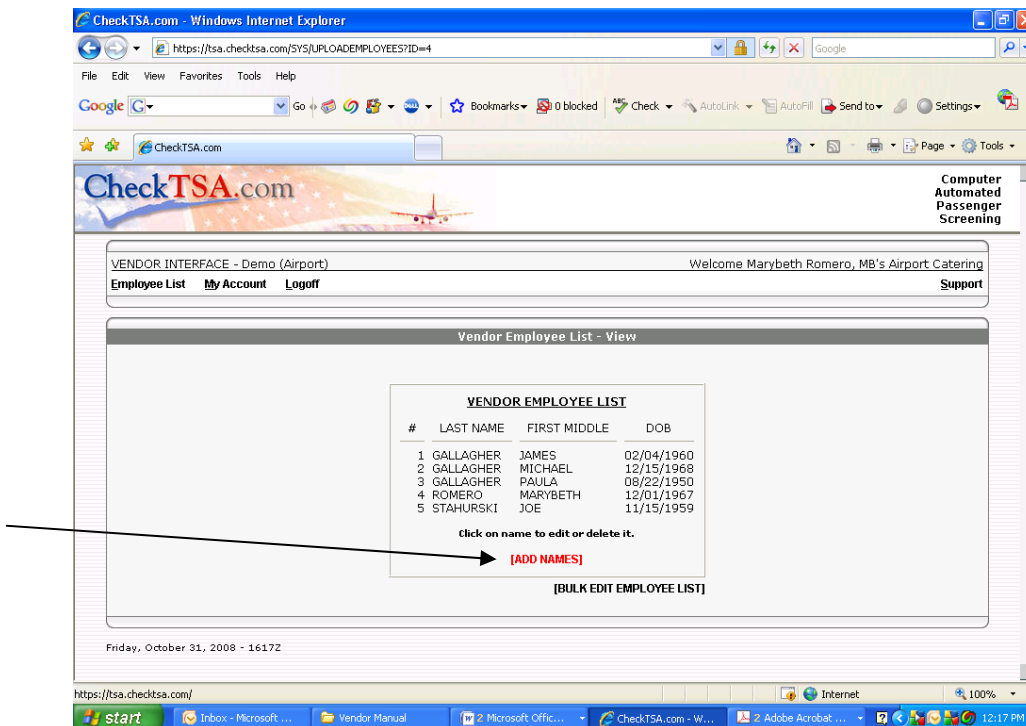 CheckTSA.com - Windows Internet Explorer
https://tsa.checktsa.com/SYS/UPLOADEMPLOYEES?ID=4
Google
File Edit View Favorites Tools Help
Google G Go Bookmarks 0 blocked ABC Check AutoLink AutoFill Send to Settings
CheckTSA.com Page Tools
CheckTSA.com
Computer
Automated
Passenger
Screening
VENDOR INTERFACE - Demo (Airport) Welcome Marybeth Romero, MB's Airport Catering
Employee List My Account Logoff Support
Vendor Employee List - View
VENDOR EMPLOYEE LIST
# LAST NAME FIRST MIDDLE DOB
1 GALLAGHER JAMES 02/04/1960
2 GALLAGHER MICHAEL 12/15/1968
3 GALLAGHER PAULA 08/22/1950
4 ROMERO MARYBETH 12/01/1967
5 STAHURSKI JOE 11/15/1959
Click on name to edit or delete it.
[ADD NAMES]
[BULK EDIT EMPLOYEE LIST]
Friday, October 31, 2008 - 1617Z
https://tsa.checktsa.com/ Internet 100%
start Inbox - Microsoft ... Vendor Manual 2 Microsoft Offic... CheckTSA.com - W... 2 Adobe Acrobat ... 12:17 PM